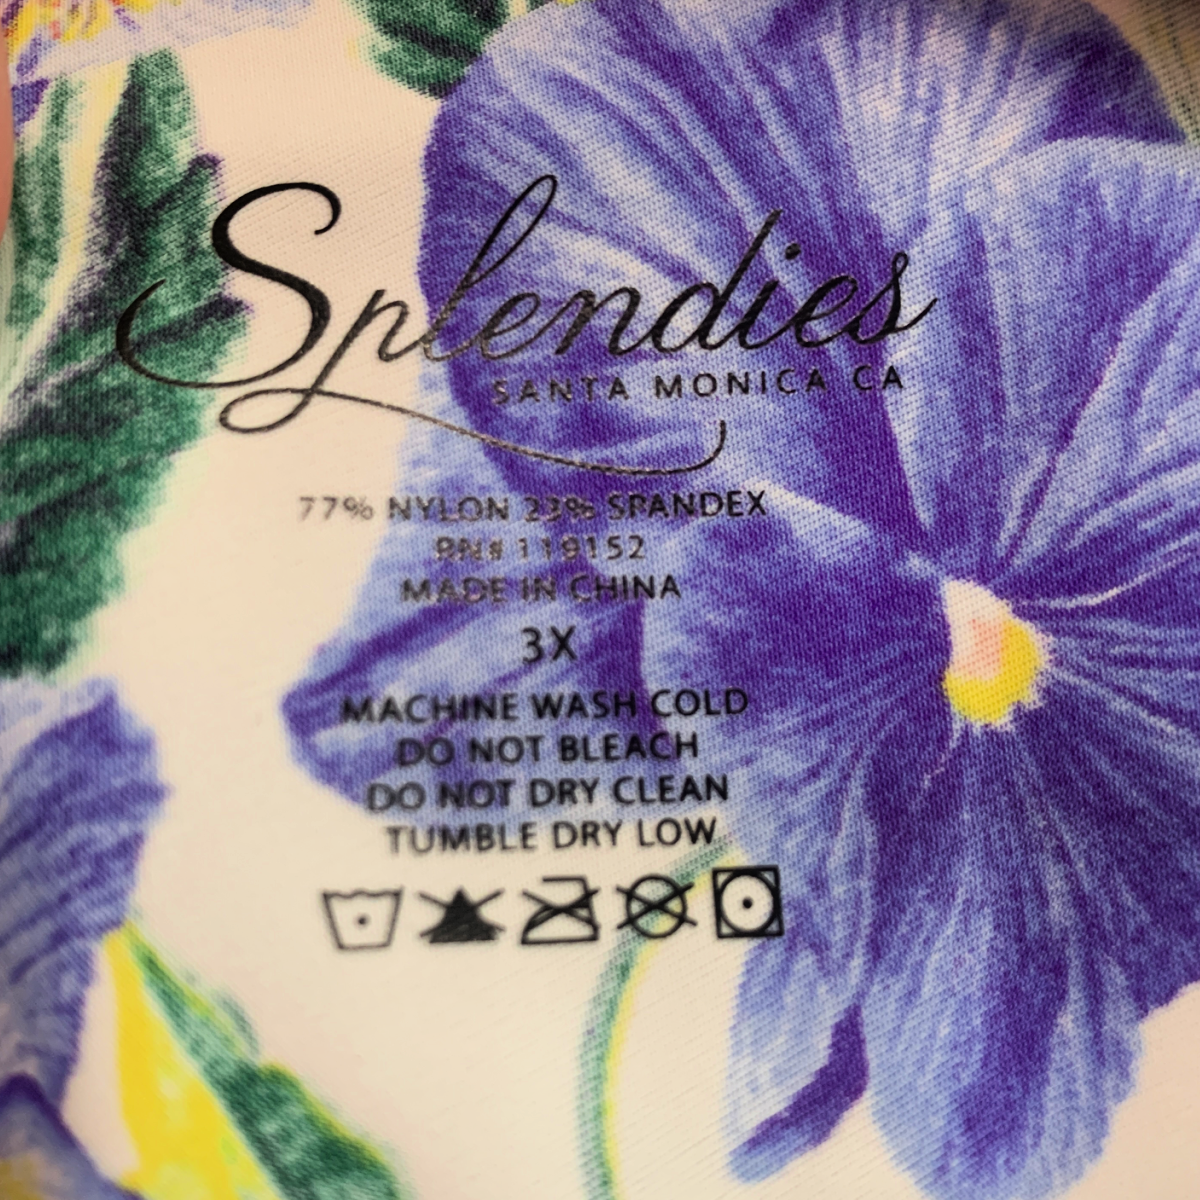 Splendies
SANTA MONICA CA
77% NYLON 23% SPANDEX
RN# 119152
MADE IN CHINA
3X
MACHINE WASH COLD
DO NOT BLEACH
DO NOT DRY CLEAN
TUMBLE DRY LOW